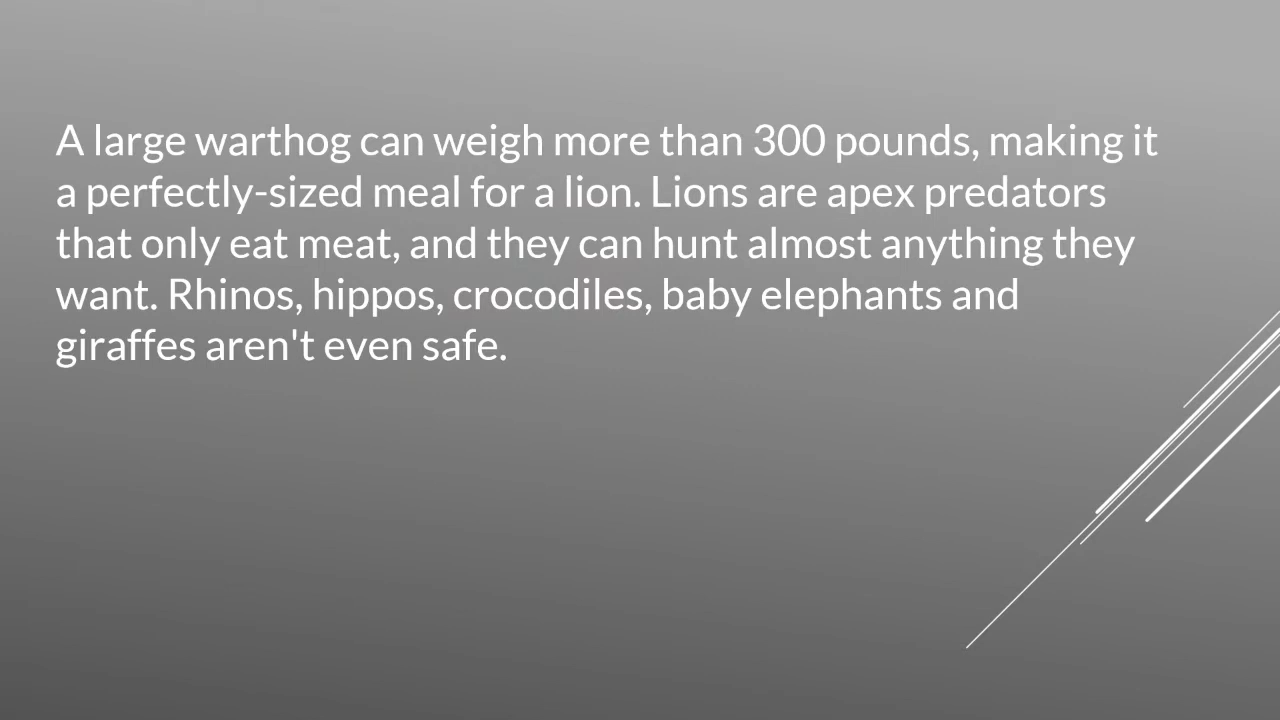 A large warthog can weigh more than 300 pounds, making it
a perfectly-sized meal for a lion. Lions are apex predators
that only eat meat, and they can hunt almost anything they
want. Rhinos, hippos, crocodiles, baby elephants and
giraffes aren't even safe.